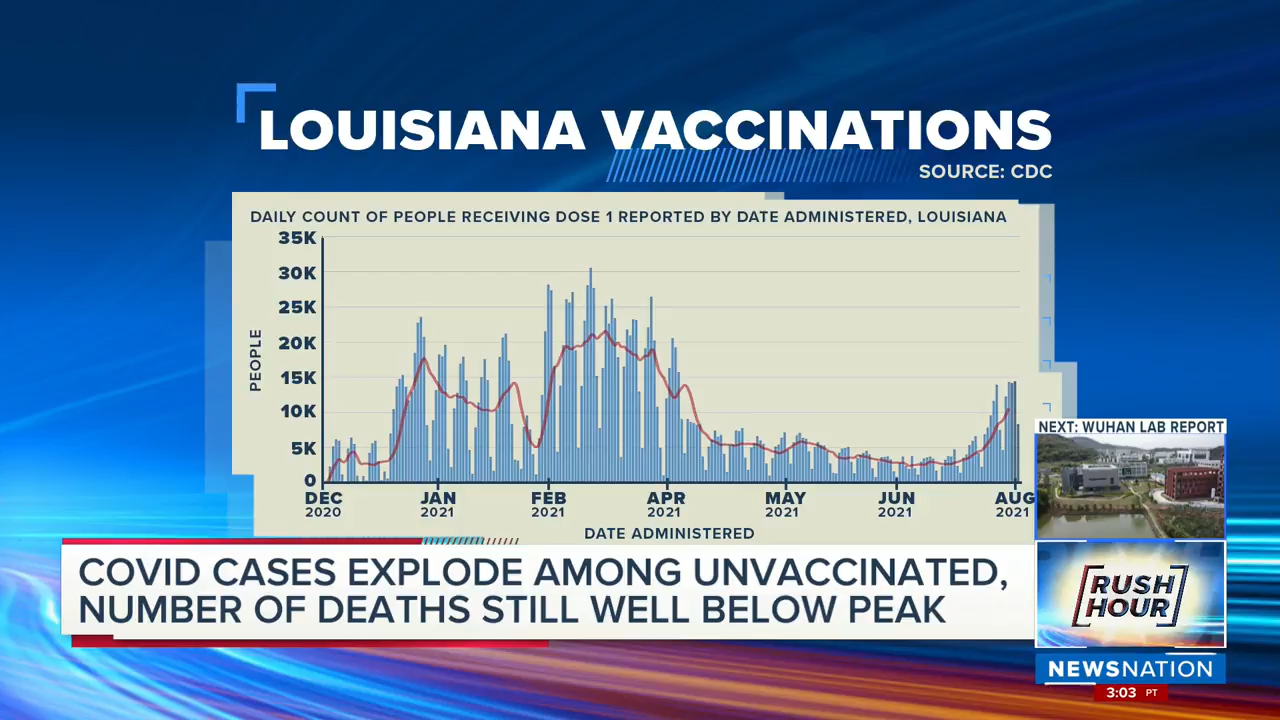 LOUISIANA VACCINATIONS
SOURCE: CDC
DAILY COUNT OF PEOPLE RECEIVING DOSE 1 REPORTED BY DATE ADMINISTERED, LOUISIANA
35K
30K
25K
20K
15K
10K
5K
0
PEOPLE
DEC JAN FEB APR MAY JUN AUG
2020 2021 2021 2021 2021 2021 2021
DATE ADMINISTERED
COVID CASES EXPLODE AMONG UNVACCINATED,
NUMBER OF DEATHS STILL WELL BELOW PEAK
NEXT: WUHAN LAB REPORT
RUSH
HOUR
NEWSNATION
3:03 PT